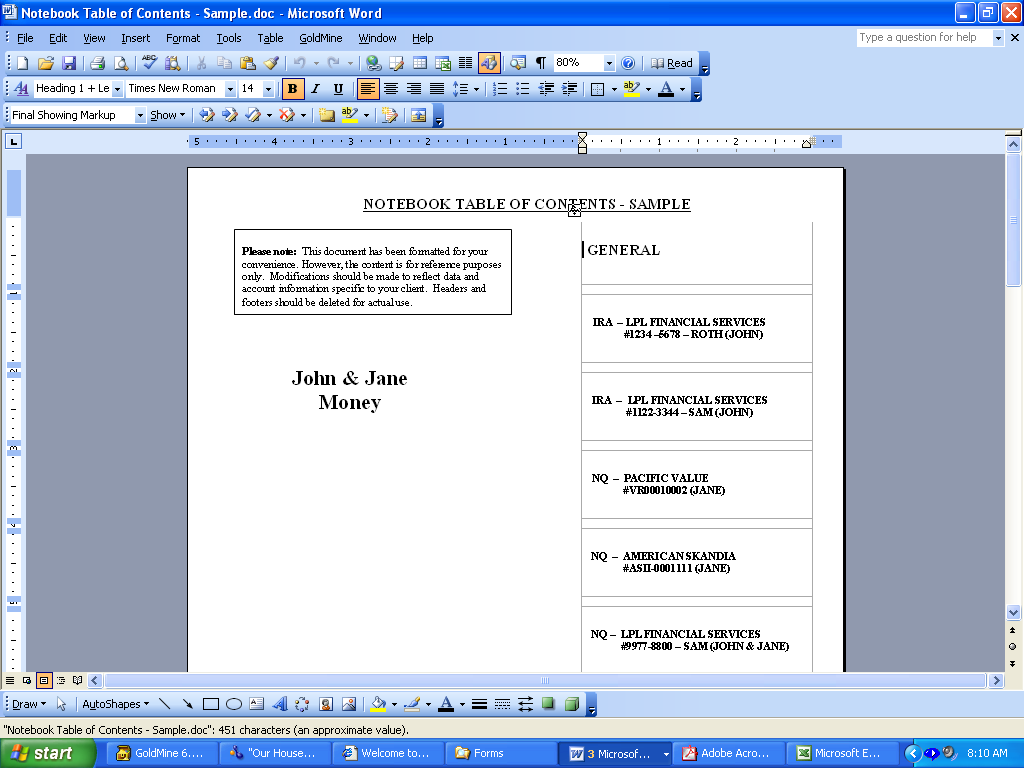 Notebook Table of Contents - Sample.doc - Microsoft Word
File Edit View Insert Format Tools Table GoldMine Window Help
Type a question for help
80%
Read
Heading 1 + Le
Times New Roman
14
B I U
Final Showing Markup
Show
5 4 3 2 1 1 2
NOTEBOOK TABLE OF CONTENTS - SAMPLE
Please note: This document has been formatted for your
convenience. However, the content is for reference purposes
only. Modifications should be made to reflect data and
account information specific to your client. Headers and
footers should be deleted for actual use.
John & Jane
Money
GENERAL
IRA – LPL FINANCIAL SERVICES
#1234 –5678 – ROTH (JOHN)
IRA – LPL FINANCIAL SERVICES
#1122-3344 – SAM (JOHN)
NQ – PACIFIC VALUE
#VR00010002 (JANE)
NQ – AMERICAN SKANDIA
#ASII-0001111 (JANE)
NQ – LPL FINANCIAL SERVICES
#9977-8800 – SAM (JOHN & JANE)
Draw
AutoShapes
"Notebook Table of Contents - Sample.doc": 451 characters (an approximate value).
start
GoldMine 6....
"Our House...
Welcome to...
Forms
3 Microsof...
Adobe Acro...
Microsoft E...
8:10 AM